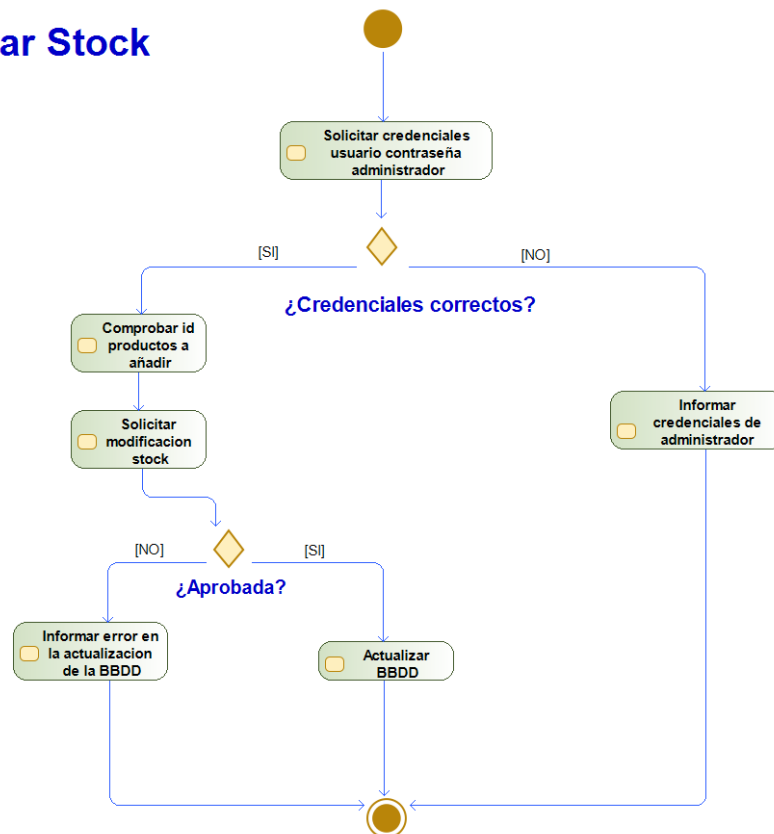 ar Stock
Solicitar credenciales
usuario contraseña
administrador
[SI]
[NO]
¿Credenciales correctos?
Comprobar id
productos a
añadir
Solicitar
modificacion
stock
Informar
credenciales de
administrador
[NO]
[SI]
¿Aprobada?
Informar error en
la actualizacion
de la BBDD
Actualizar
BBDD